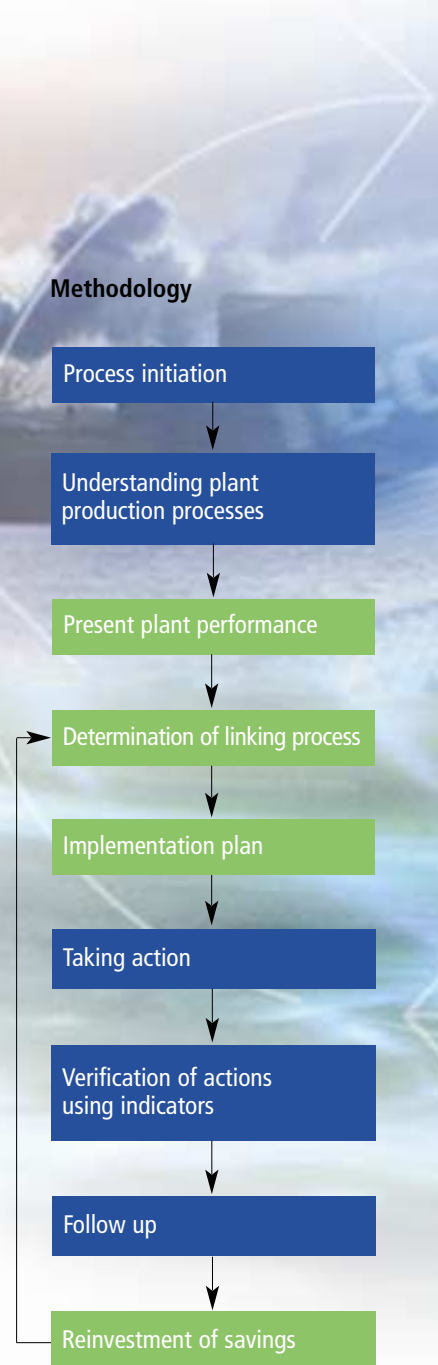 Methodology
Process initiation
Understanding plant
production processes
Present plant performance
Determination of linking process
Implementation plan
Taking action
Verification of actions
using indicators
Follow up
Reinvestment of savings